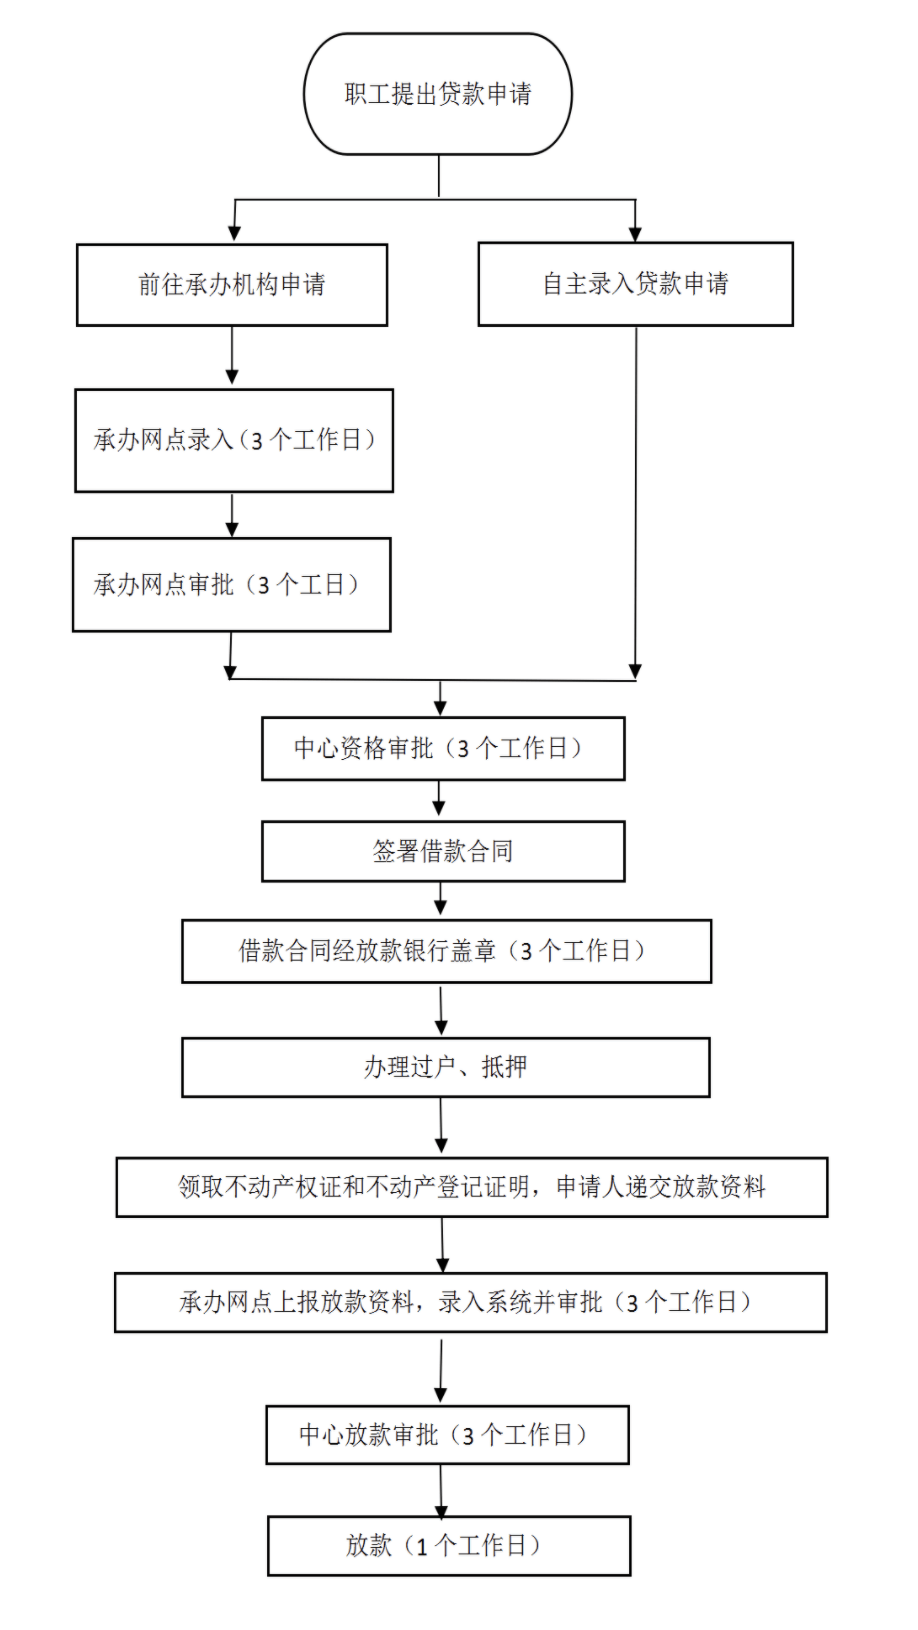 职工提出贷款申请
前往承办机构申请
自主录入贷款申请
承办网点录入（3 个工作日）
承办网点审批（3 个工日）
中心资格审批（3 个工作日）
签署借款合同
借款合同经放款银行盖章（3 个工作日）
办理过户、抵押
领取不动产权证和不动产登记证明，申请人递交放款资料
承办网点上报放款资料，录入系统并审批（3 个工作日）
中心放款审批（3 个工作日）
放款（1 个工作日）